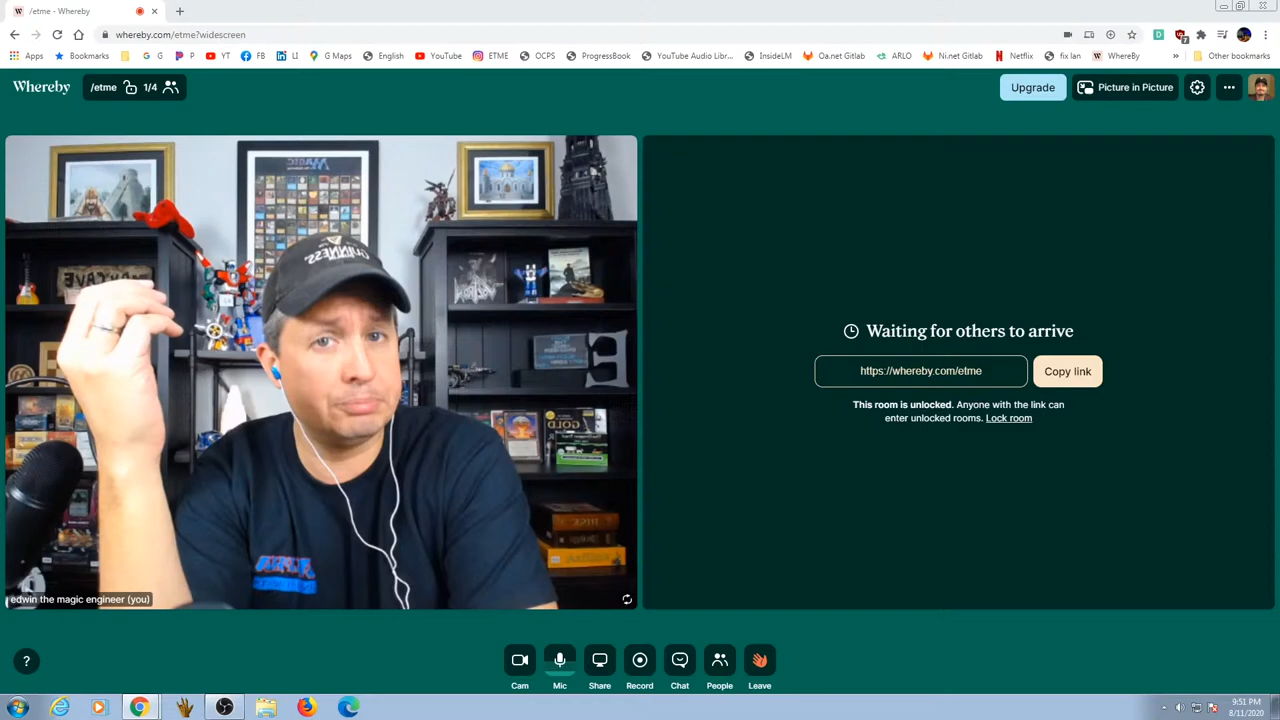 /etme - Whereby
whereby.com/etme?widescreen
Apps Bookmarks G P YT FB LI G Maps English YouTube ETME OCPS ProgressBook YouTube Audio Libr... InsideLM Oa.net Gitlab ARLO Ni.net Gitlab Netflix fix lan WhereBy » Other bookmarks
Whereby /etme 1/4 Upgrade Picture in Picture
MAGIC
GUINNESS
GOLD
RISK
Waiting for others to arrive
https://whereby.com/etme Copy link
This room is unlocked. Anyone with the link can
enter unlocked rooms. Lock room
edwin the magic engineer (you)
? Cam Mic Share Record Chat People Leave
9:51 PM
8/11/2020